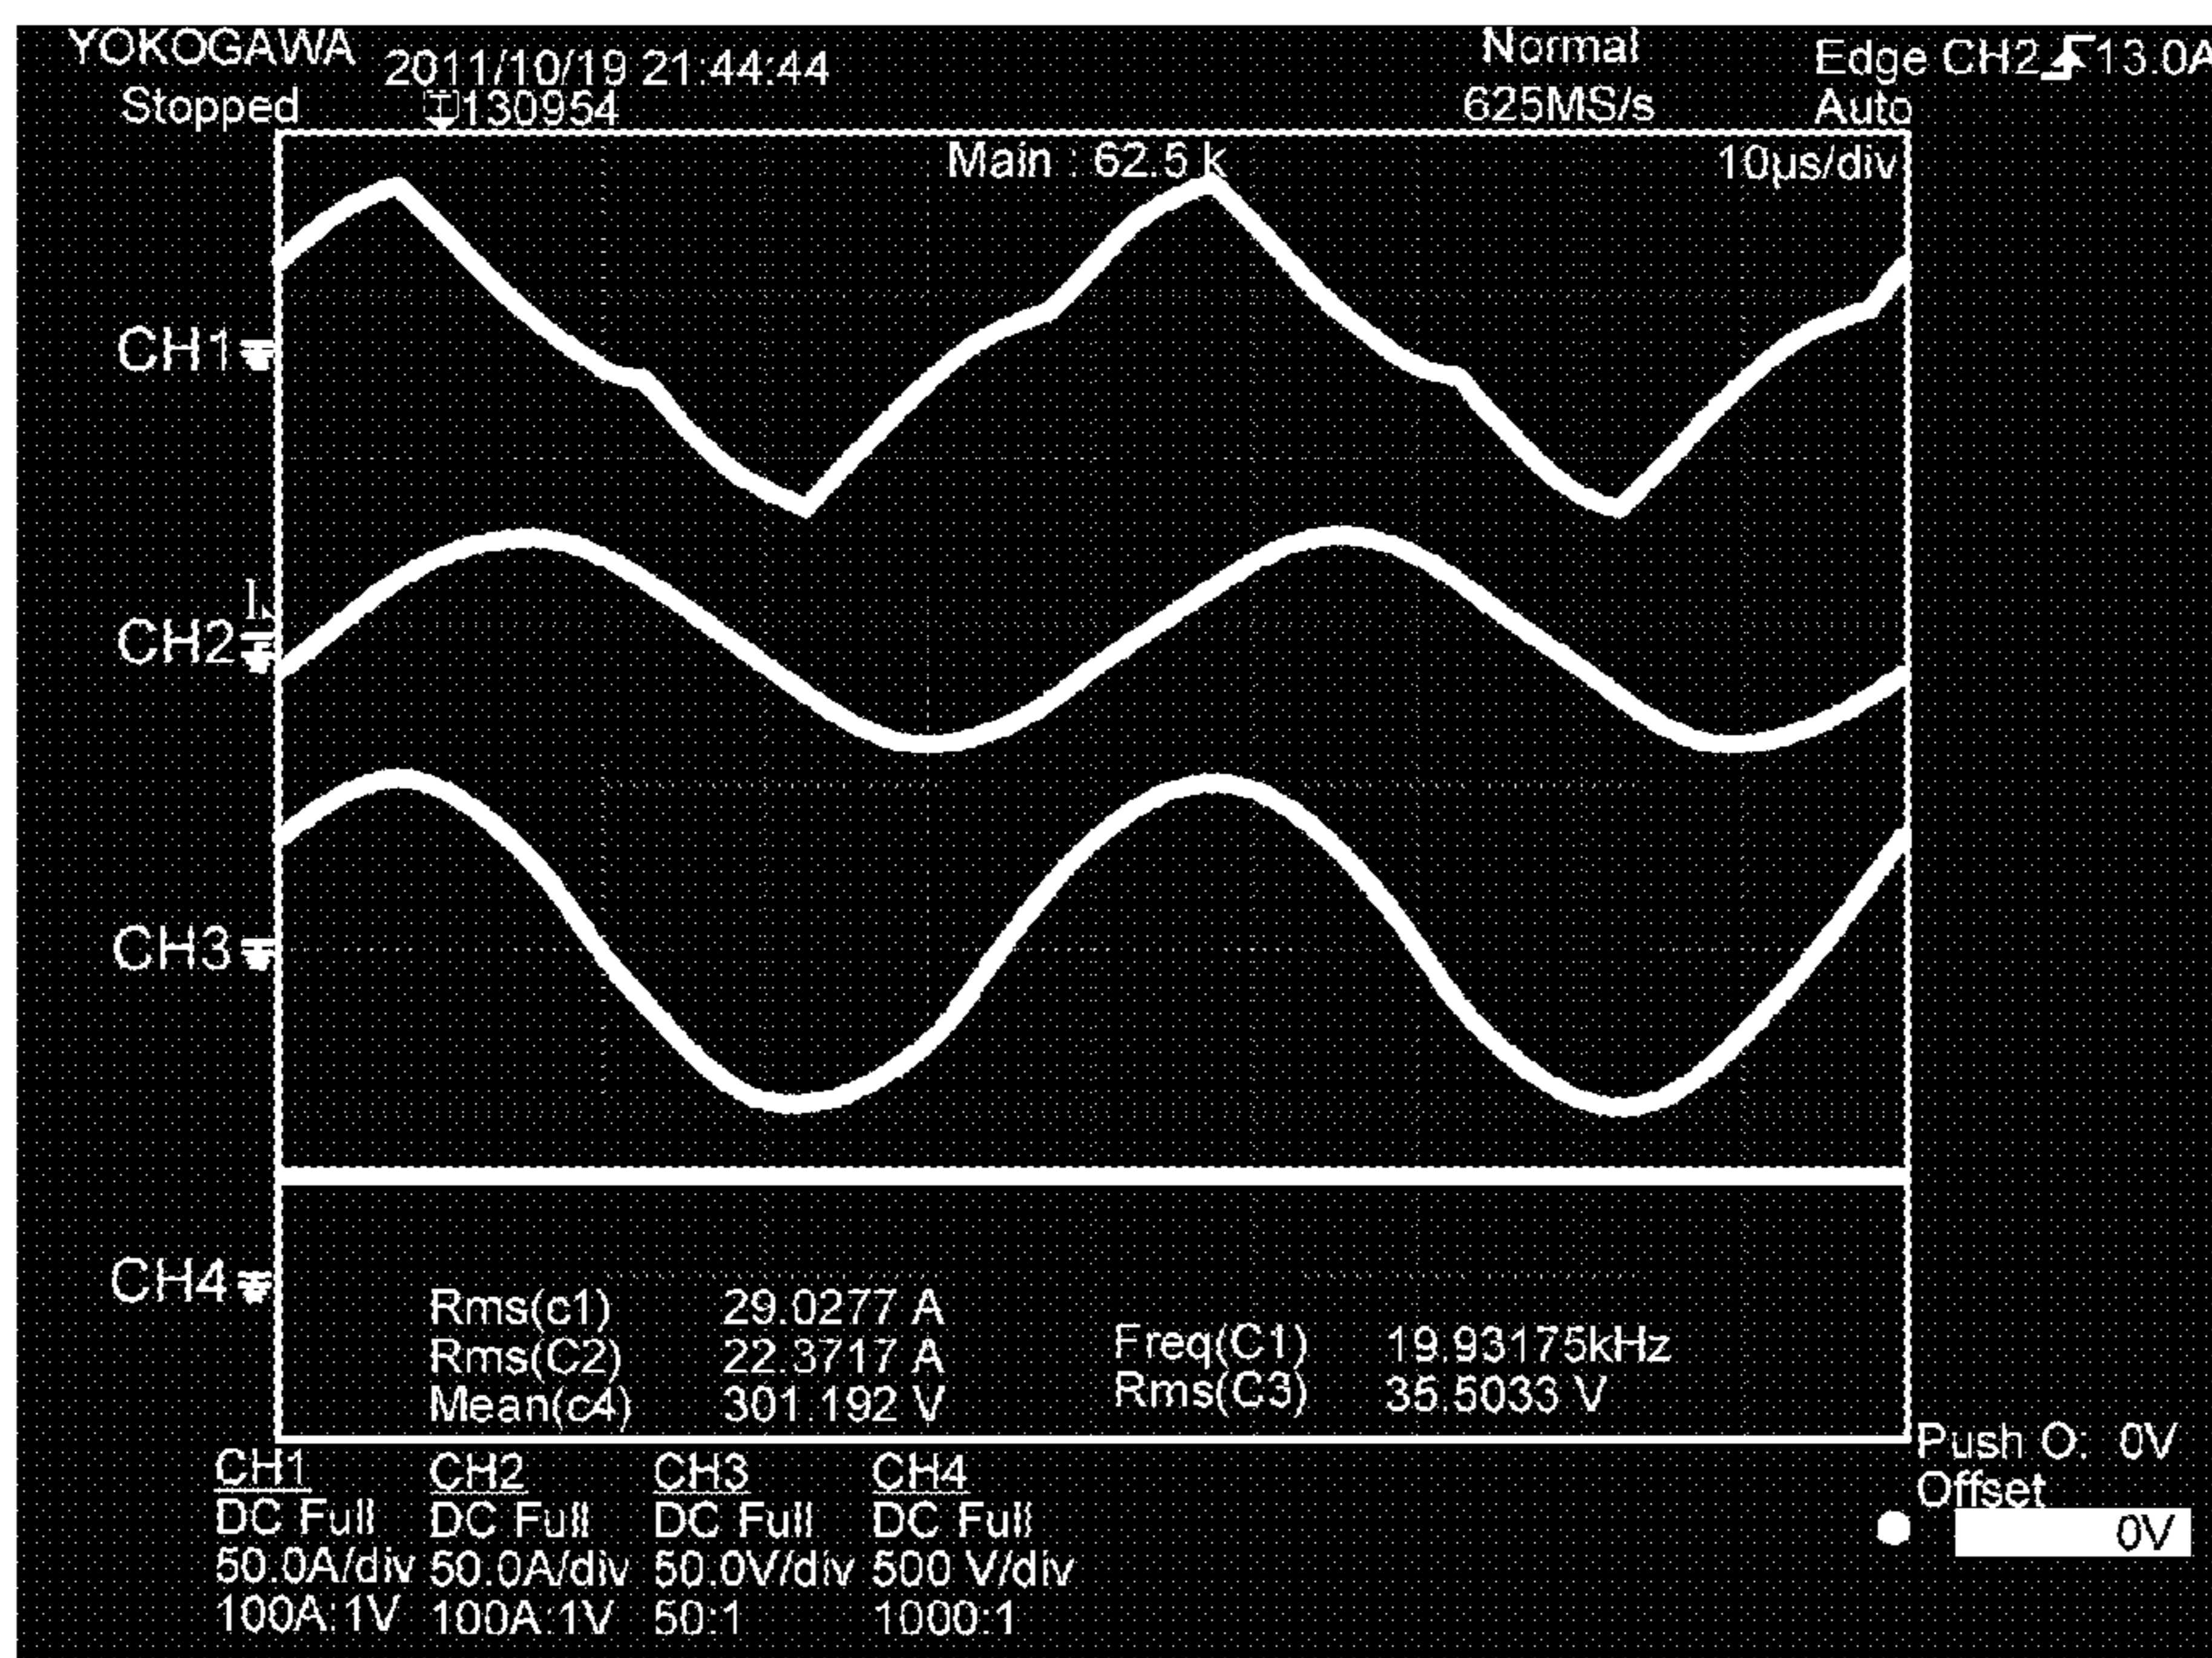 YOKOGAWA 2011/10/19 21:44:44 Normal Edge CH2 13.0A
Stopped 130954 625MS/s Auto
Main : 62.5 k 10µs/div
CH1
CH2
CH3
CH4
Rms(c1) 29.0277 A
Rms(C2) 22.3717 A Freq(C1) 19.93175kHz
Mean(c4) 301.192 V Rms(C3) 35.5033 V
Push O: 0V
Offset
0V
CH1 CH2 CH3 CH4
DC Full DC Full DC Full DC Full
50.0A/div 50.0A/div 50.0V/div 500 V/div
100A:1V 100A:1V 50:1 1000:1